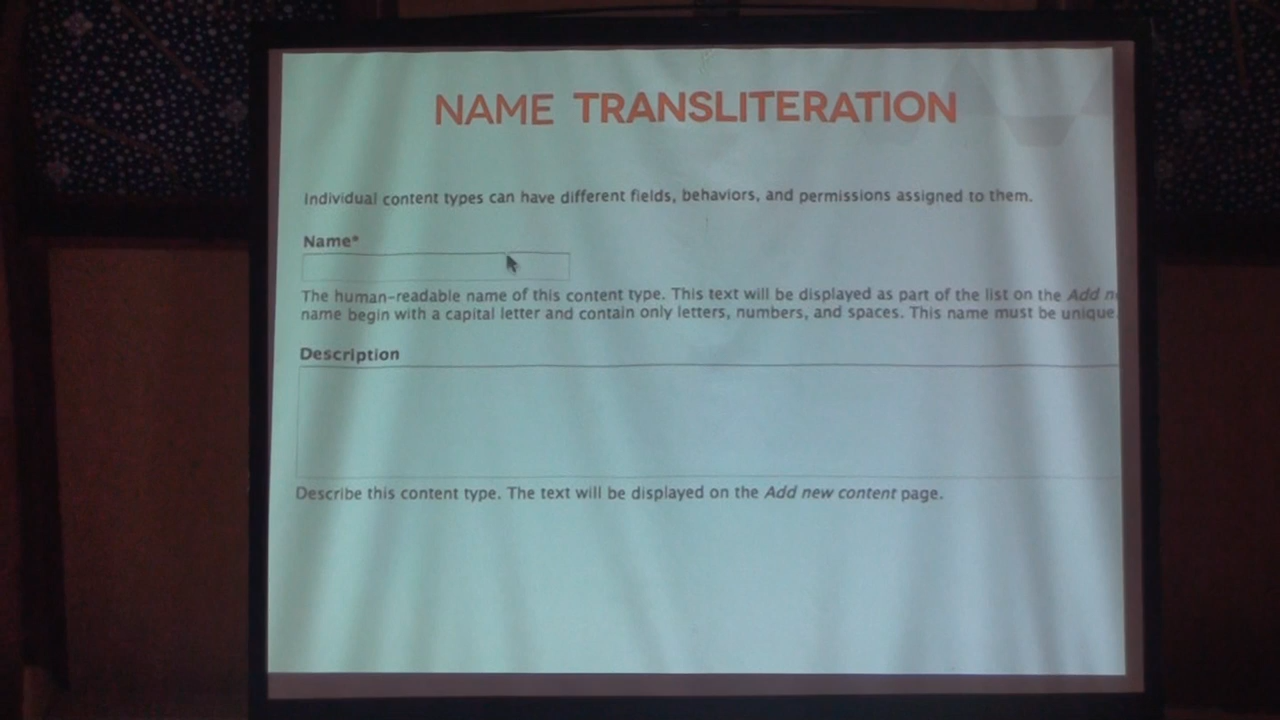 NAME TRANSLITERATION
Individual content types can have different fields, behaviors, and permissions assigned to them.
Name*
The human-readable name of this content type. This text will be displayed as part of the list on the Add
name begin with a capital letter and contain only letters, numbers, and spaces. This name must be unique.
Description
Describe this content type. The text will be displayed on the Add new content page.